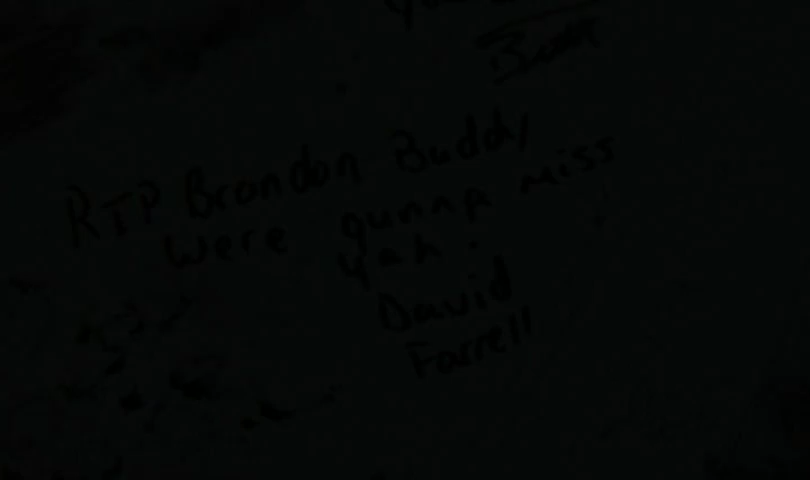 RIP Brandon Buddy
were gunna miss
yah.
David
Farrell